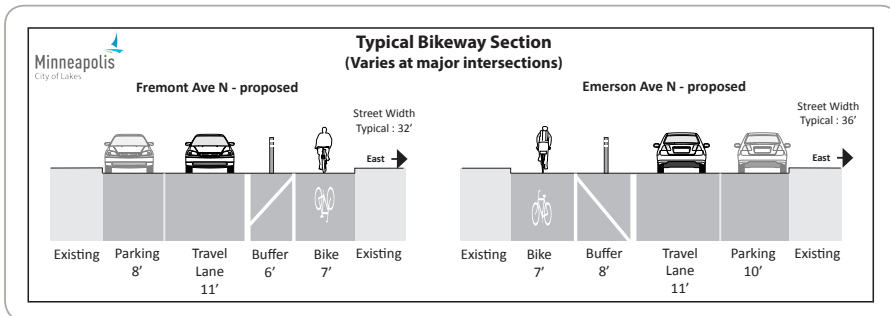 Minneapolis
City of Lakes
Typical Bikeway Section
(Varies at major intersections)
Fremont Ave N - proposed
Street Width
Typical : 32'
East
Existing
Parking
8'
Travel
Lane
11'
Buffer
6'
Bike
7'
Existing
Emerson Ave N - proposed
Street Width
Typical : 36'
East
Existing
Bike
7'
Buffer
8'
Travel
Lane
11'
Parking
10'
Existing